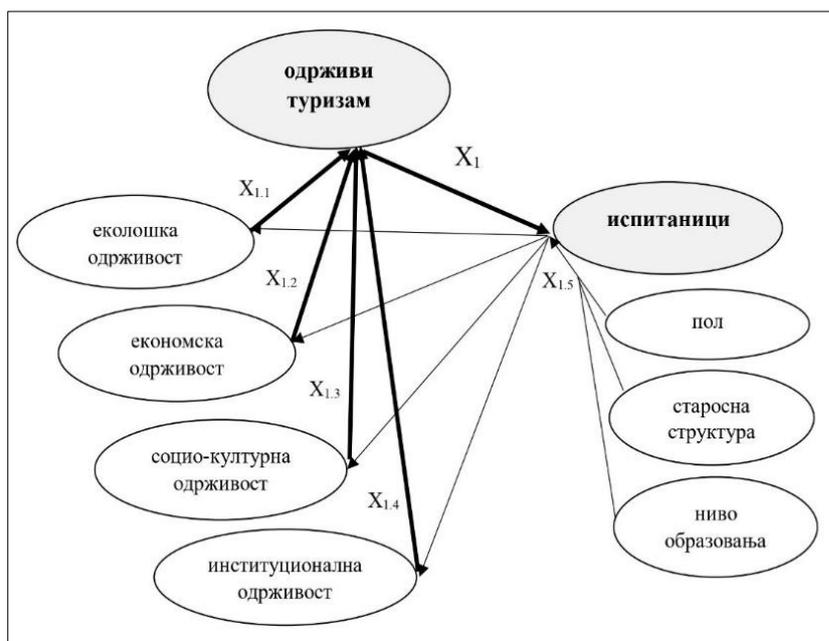 одрживи
туризам
X₁
X₁.₁
испитаници
еколошка
одрживост
X₁.₂
X₁.₅
пол
економска
одрживост
X₁.₃
старосна
структура
социо-културна
одрживост
X₁.₄
ниво
образовања
институционална
одрживост